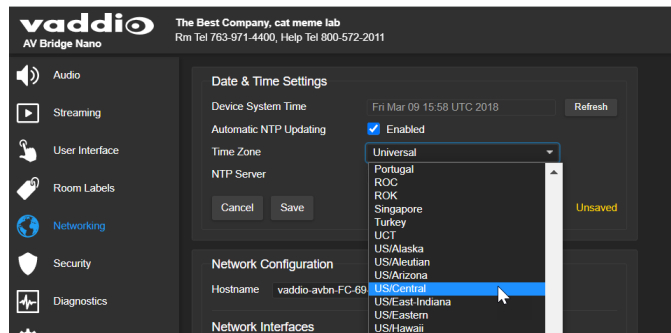 vaddio
AV Bridge Nano
The Best Company, cat meme lab
Rm Tel 763-971-4400, Help Tel 800-572-2011
Audio
Streaming
User Interface
Room Labels
Networking
Security
Diagnostics
Date & Time Settings
Device System Time Fri Mar 09 15:58 UTC 2018 Refresh
Automatic NTP Updating Enabled
Time Zone Universal
NTP Server
Portugal
ROC
ROK
Singapore
Turkey
UCT
US/Alaska
US/Aleutian
US/Arizona
US/Central
US/East-Indiana
US/Eastern
US/Hawaii
Cancel Save Unsaved
Network Configuration
Hostname vaddio-avbn-FC-69-
Network Interfaces